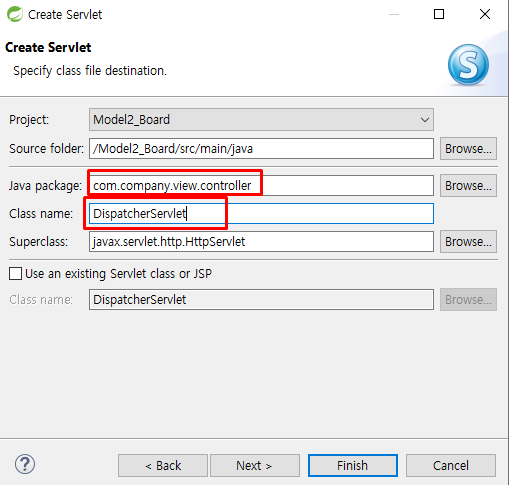 Create Servlet
Create Servlet
Specify class file destination.
S
Project: Model2_Board
Source folder: /Model2_Board/src/main/java Browse...
Java package: com.company.view.controller Browse...
Class name: DispatcherServlet
Superclass: javax.servlet.http.HttpServlet Browse...
Use an existing Servlet class or JSP
Class name: DispatcherServlet Browse...
? < Back Next > Finish Cancel